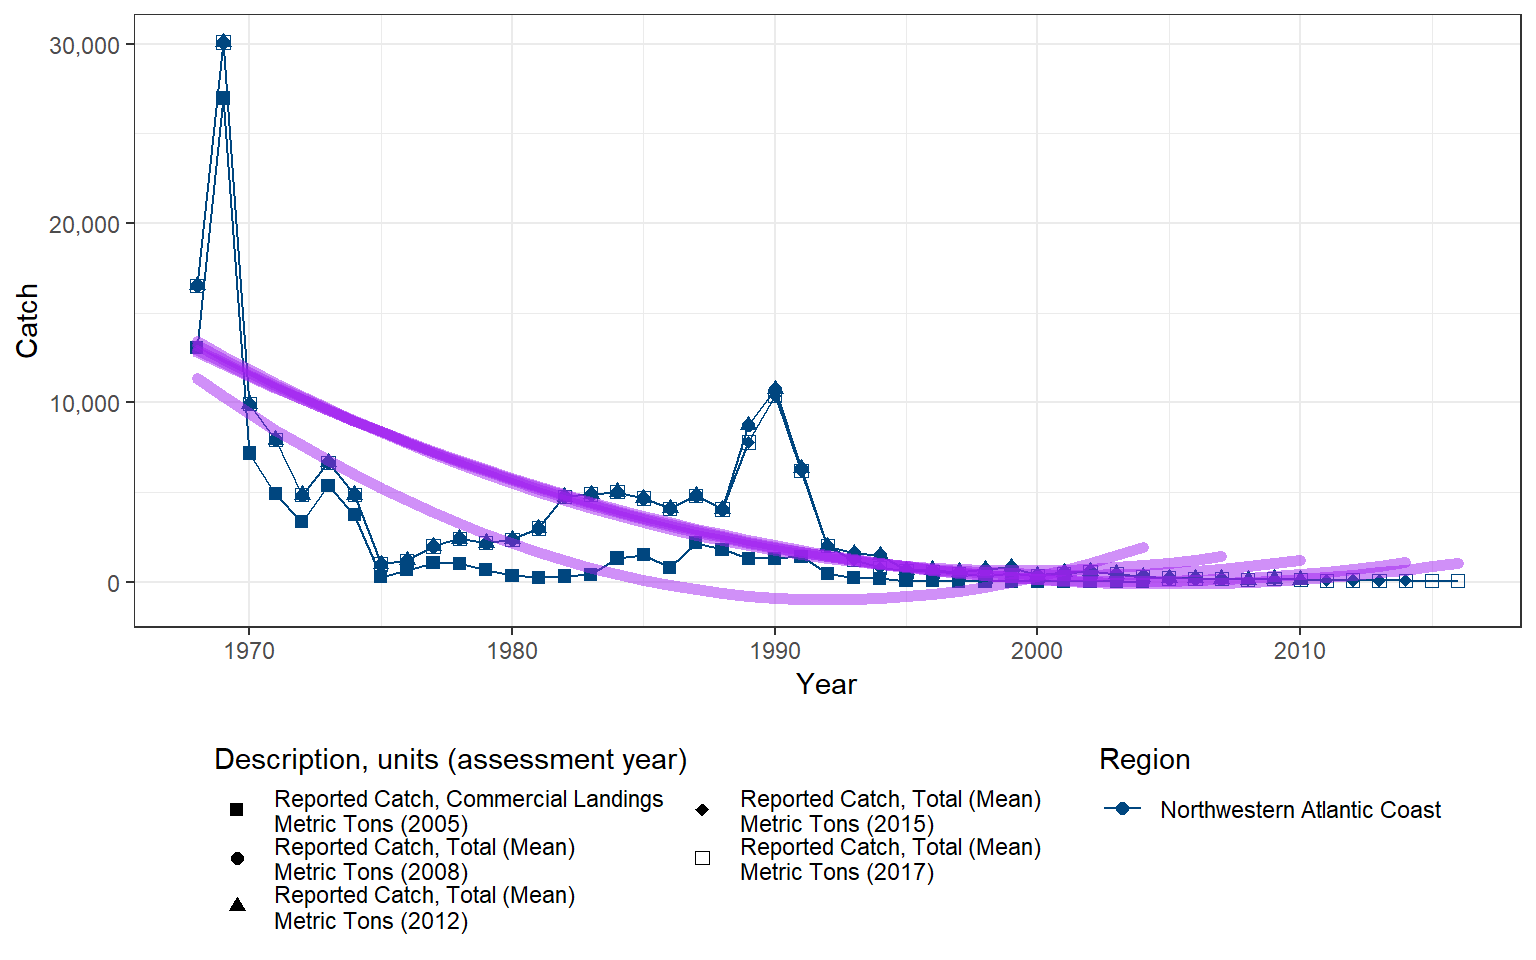 30,000
20,000
10,000
0
Catch
1970 1980 1990 2000 2010
Year
Description, units (assessment year)
Reported Catch, Commercial Landings
Metric Tons (2005)
Reported Catch, Total (Mean)
Metric Tons (2008)
Reported Catch, Total (Mean)
Metric Tons (2012)
Reported Catch, Total (Mean)
Metric Tons (2015)
Reported Catch, Total (Mean)
Metric Tons (2017)
Region
Northwestern Atlantic Coast